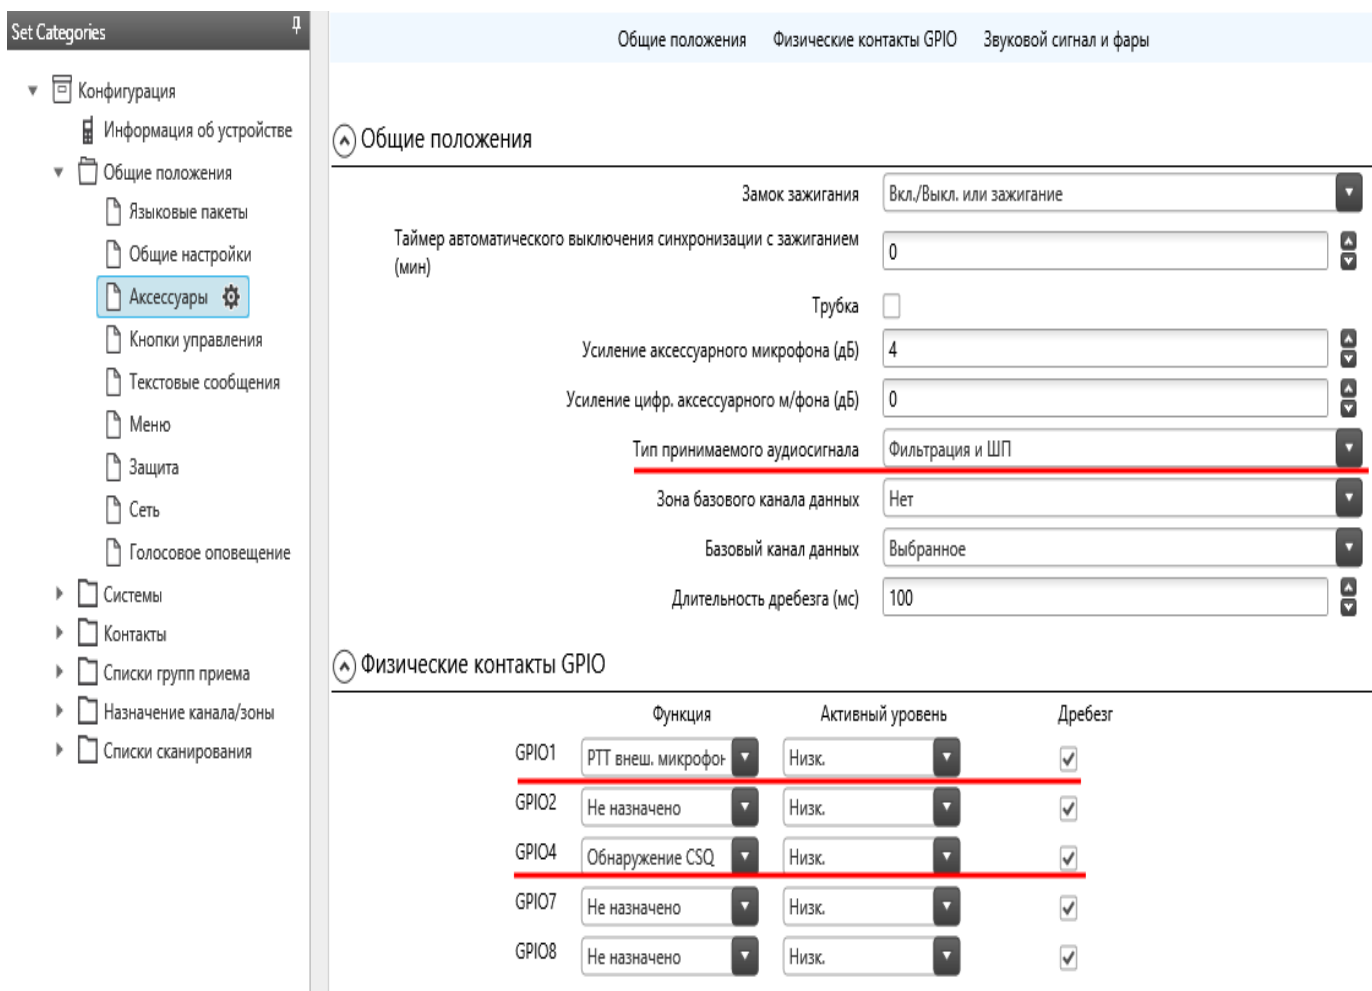 Set Categories
Конфигурация
Информация об устройстве
Общие положения
Языковые пакеты
Общие настройки
Аксессуары
Кнопки управления
Текстовые сообщения
Меню
Защита
Сеть
Голосовое оповещение
Системы
Контакты
Списки групп приема
Назначение канала/зоны
Списки сканирования
Общие положения Физические контакты GPIO Звуковой сигнал и фары
Общие положения
Замок зажигания Вкл./Выкл. или зажигание
Таймер автоматического выключения синхронизации с зажиганием
(мин) 0
Трубка
Усиление аксессуарного микрофона (дБ) 4
Усиление цифр. аксессуарного м/фона (дБ) 0
Тип принимаемого аудиосигнала Фильтрация и ШП
Зона базового канала данных Нет
Базовый канал данных Выбранное
Длительность дребезга (мс) 100
Физические контакты GPIO
Функция Активный уровень Дребезг
GPIO1 PTT внеш. микрофон Низк.
GPIO2 Не назначено Низк.
GPIO4 Обнаружение CSQ Низк.
GPIO7 Не назначено Низк.
GPIO8 Не назначено Низк.